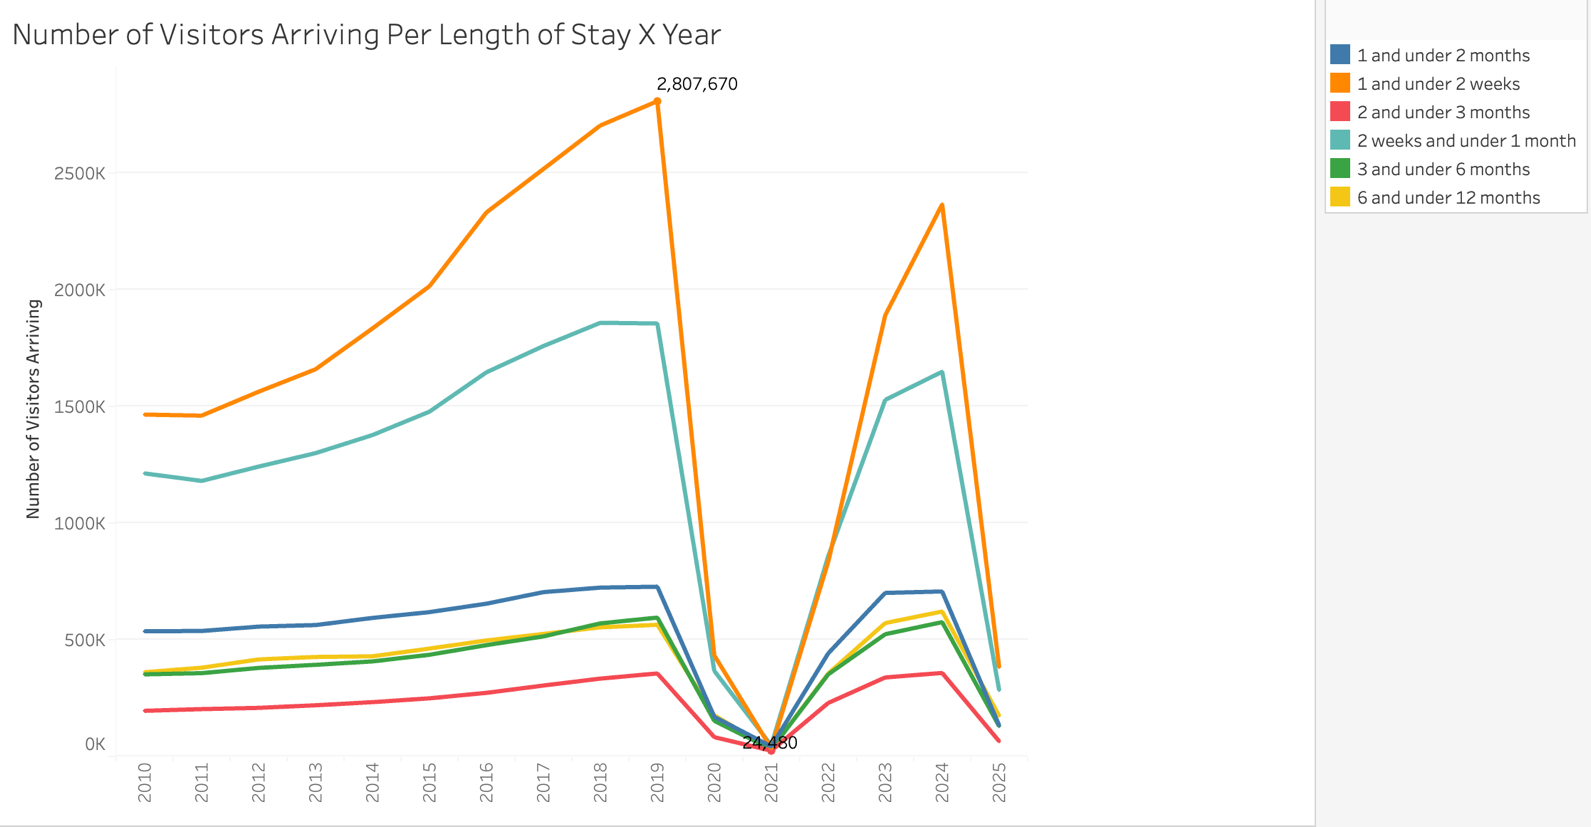 Number of Visitors Arriving Per Length of Stay X Year
1 and under 2 months
1 and under 2 weeks
2 and under 3 months
2 weeks and under 1 month
3 and under 6 months
6 and under 12 months
2,807,670
2500K
2000K
1500K
1000K
500K
0K
Number of Visitors Arriving
24,480
2010
2011
2012
2013
2014
2015
2016
2017
2018
2019
2020
2021
2022
2023
2024
2025